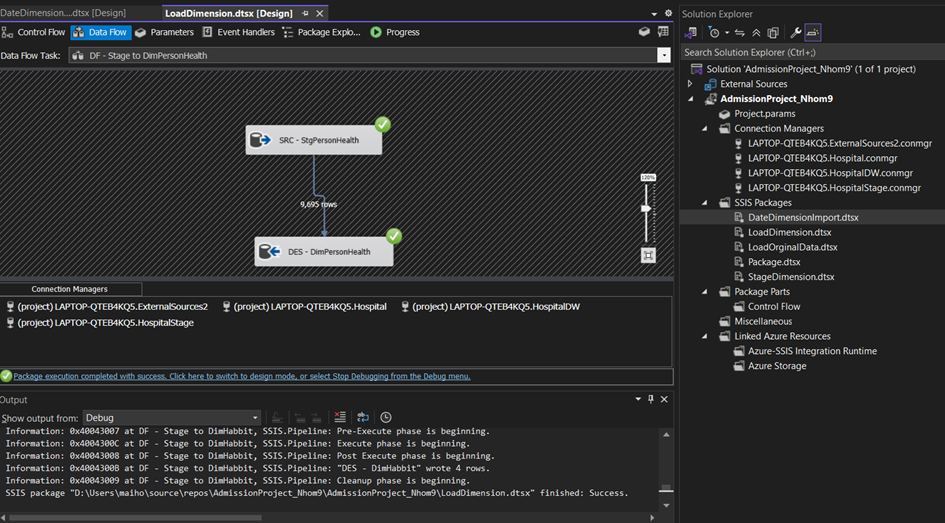 DateDimension....dtsx [Design]
LoadDimension.dtsx [Design]
Control Flow
Data Flow
Parameters
Event Handlers
Package Explo...
Progress
Data Flow Task:
DF - Stage to DimPersonHealth
SRC - StgPersonHealth
9,695 rows
DES - DimPersonHealth
120%
Connection Managers
(project) LAPTOP-QTEB4KQ5.ExternalSources2
(project) LAPTOP-QTEB4KQ5.Hospital
(project) LAPTOP-QTEB4KQ5.HospitalDW
(project) LAPTOP-QTEB4KQ5.HospitalStage
Package execution completed with success. Click here to switch to design mode, or select Stop Debugging from the Debug menu.
Output
Show output from:
Debug
Information: 0x40043007 at DF - Stage to DimHabbit, SSIS.Pipeline: Pre-Execute phase is beginning.
Information: 0x4004300C at DF - Stage to DimHabbit, SSIS.Pipeline: Execute phase is beginning.
Information: 0x40043008 at DF - Stage to DimHabbit, SSIS.Pipeline: Post Execute phase is beginning.
Information: 0x4004300B at DF - Stage to DimHabbit, SSIS.Pipeline: "DES - DimHabbit" wrote 4 rows.
Information: 0x40043009 at DF - Stage to DimHabbit, SSIS.Pipeline: Cleanup phase is beginning.
SSIS package "D:\Users\maiho\source\repos\AdmissionProject_Nhom9\AdmissionProject_Nhom9\LoadDimension.dtsx" finished: Success.
Solution Explorer
Search Solution Explorer (Ctrl+;)
Solution 'AdmissionProject_Nhom9' (1 of 1 project)
External Sources
AdmissionProject_Nhom9
Project.params
Connection Managers
LAPTOP-QTEB4KQ5.ExternalSources2.conmgr
LAPTOP-QTEB4KQ5.Hospital.conmgr
LAPTOP-QTEB4KQ5.HospitalDW.conmgr
LAPTOP-QTEB4KQ5.HospitalStage.conmgr
SSIS Packages
DateDimensionImport.dtsx
LoadDimension.dtsx
LoadOrginalData.dtsx
Package.dtsx
StageDimension.dtsx
Package Parts
Control Flow
Miscellaneous
Linked Azure Resources
Azure-SSIS Integration Runtime
Azure Storage